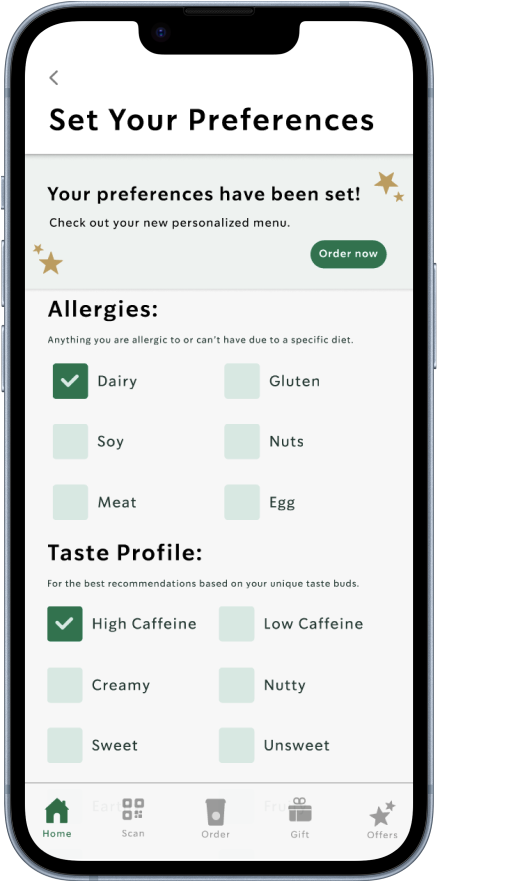 Set Your Preferences
Your preferences have been set!
Check out your new personalized menu.
Order now
Allergies:
Anything you are allergic to or can't have due to a specific diet.
Dairy Gluten
Soy Nuts
Meat Egg
Taste Profile:
For the best recommendations based on your unique taste buds.
High Caffeine Low Caffeine
Creamy Nutty
Sweet Unsweet
Home Scan Order Gift Offers